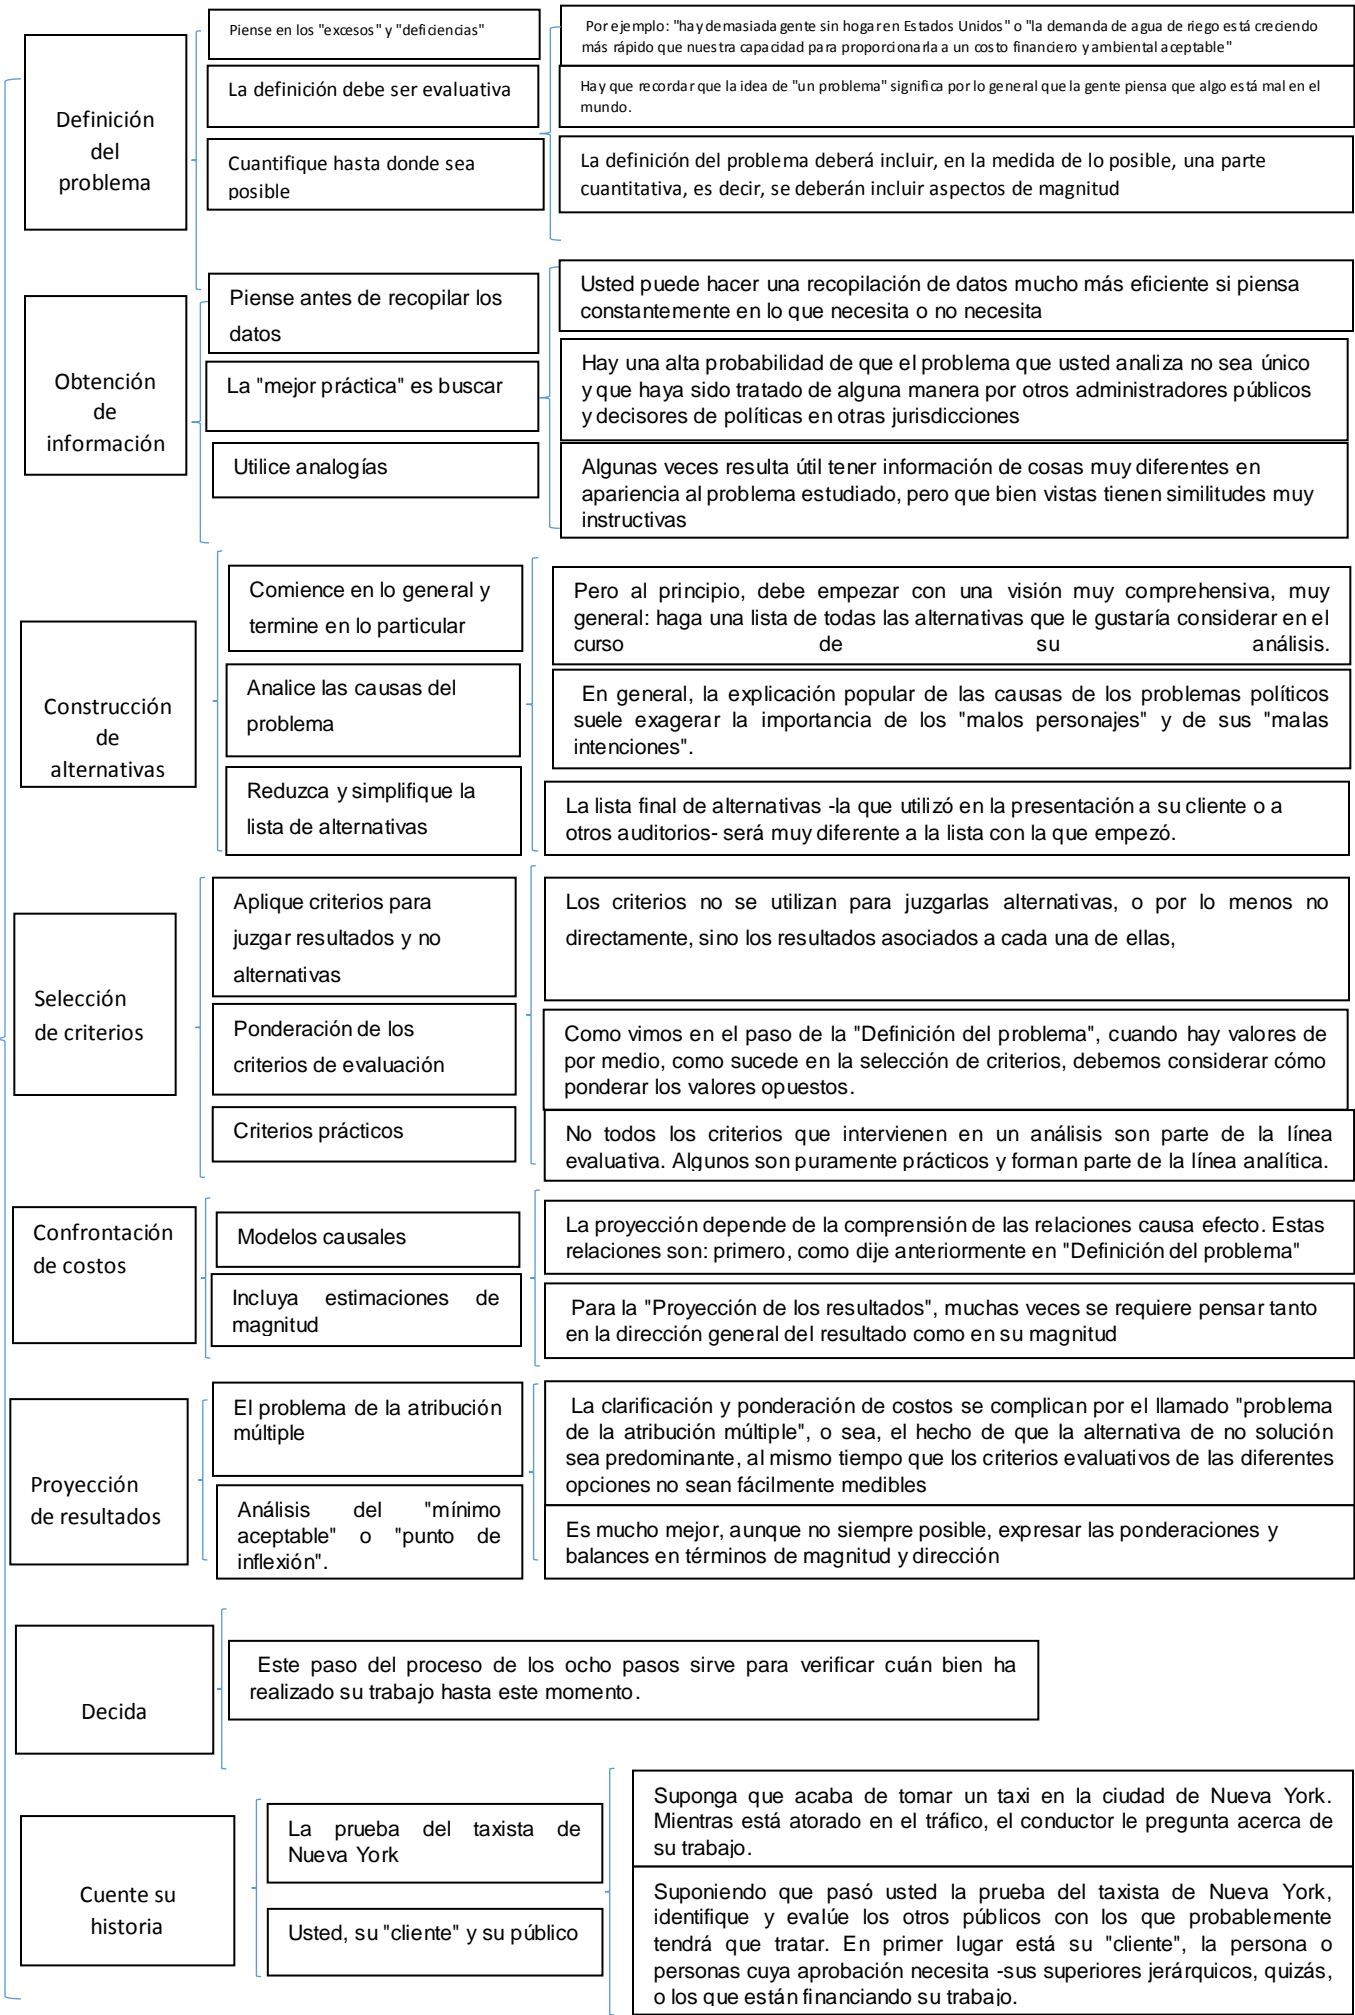 Definición
del
problema
Piense en los "excesos" y "deficiencias"
Por ejemplo: "hay demasiada gente sin hogar en Estados Unidos" o "la demanda de agua de riego está creciendo
más rápido que nuestra capacidad para proporcionarla a un costo financiero y ambiental aceptable"
La definición debe ser evaluativa
Hay que recordar que la idea de "un problema" significa por lo general que la gente piensa que algo está mal en el
mundo.
Cuantifique hasta donde sea
posible
La definición del problema deberá incluir, en la medida de lo posible, una parte
cuantitativa, es decir, se deberán incluir aspectos de magnitud
Obtención
de
información
Piense antes de recopilar los
datos
Usted puede hacer una recopilación de datos mucho más eficiente si piensa
constantemente en lo que necesita o no necesita
La "mejor práctica" es buscar
Hay una alta probabilidad de que el problema que usted analiza no sea único
y que haya sido tratado de alguna manera por otros administradores públicos
y decisores de políticas en otras jurisdicciones
Utilice analogías
Algunas veces resulta útil tener información de cosas muy diferentes en
apariencia al problema estudiado, pero que bien vistas tienen similitudes muy
instructivas
Construcción
de
alternativas
Comience en lo general y
termine en lo particular
Pero al principio, debe empezar con una visión muy comprehensiva, muy
general: haga una lista de todas las alternativas que le gustaría considerar en el
curso de su análisis.
Analice las causas del
problema
En general, la explicación popular de las causas de los problemas políticos
suele exagerar la importancia de los "malos personajes" y de sus "malas
intenciones".
Reduzca y simplifique la
lista de alternativas
La lista final de alternativas -la que utilizó en la presentación a su cliente o a
otros auditorios- será muy diferente a la lista con la que empezó.
Selección
de criterios
Aplique criterios para
juzgar resultados y no
alternativas
Los criterios no se utilizan para juzgarlas alternativas, o por lo menos no
directamente, sino los resultados asociados a cada una de ellas,
Ponderación de los
criterios de evaluación
Como vimos en el paso de la "Definición del problema", cuando hay valores de
por medio, como sucede en la selección de criterios, debemos considerar cómo
ponderar los valores opuestos.
Criterios prácticos
No todos los criterios que intervienen en un análisis son parte de la línea
evaluativa. Algunos son puramente prácticos y forman parte de la línea analítica.
Confrontación
de costos
Modelos causales
La proyección depende de la comprensión de las relaciones causa efecto. Estas
relaciones son: primero, como dije anteriormente en "Definición del problema"
Incluya estimaciones de
magnitud
Para la "Proyección de los resultados", muchas veces se requiere pensar tanto
en la dirección general del resultado como en su magnitud
Proyección
de resultados
El problema de la atribución
múltiple
La clarificación y ponderación de costos se complican por el llamado "problema
de la atribución múltiple", o sea, el hecho de que la alternativa de no solución
sea predominante, al mismo tiempo que los criterios evaluativos de las diferentes
opciones no sean fácilmente medibles
Análisis del "mínimo
aceptable" o "punto de
inflexión".
Es mucho mejor, aunque no siempre posible, expresar las ponderaciones y
balances en términos de magnitud y dirección
Decida
Este paso del proceso de los ocho pasos sirve para verificar cuán bien ha
realizado su trabajo hasta este momento.
Cuente su
historia
La prueba del taxista de
Nueva York
Suponga que acaba de tomar un taxi en la ciudad de Nueva York.
Mientras está atorado en el tráfico, el conductor le pregunta acerca de
su trabajo.
Usted, su "cliente" y su público
Suponiendo que pasó usted la prueba del taxista de Nueva York,
identifique y evalúe los otros públicos con los que probablemente
tendrá que tratar. En primer lugar está su "cliente", la persona o
personas cuya aprobación necesita -sus superiores jerárquicos, quizás,
o los que están financiando su trabajo.